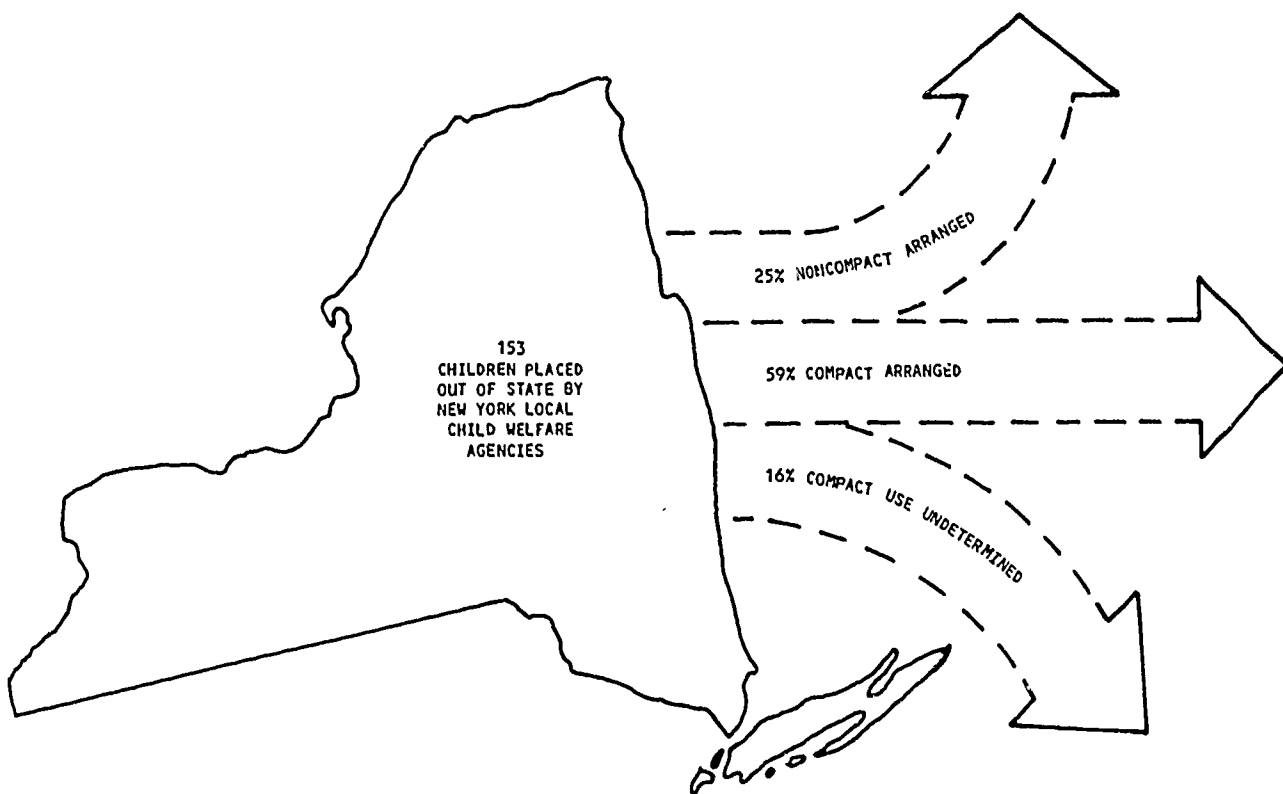 153
CHILDREN PLACED
OUT OF STATE BY
NEW YORK LOCAL
CHILD WELFARE
AGENCIES
25% NONCOMPACT ARRANGED
59% COMPACT ARRANGED
16% COMPACT USE UNDETERMINED